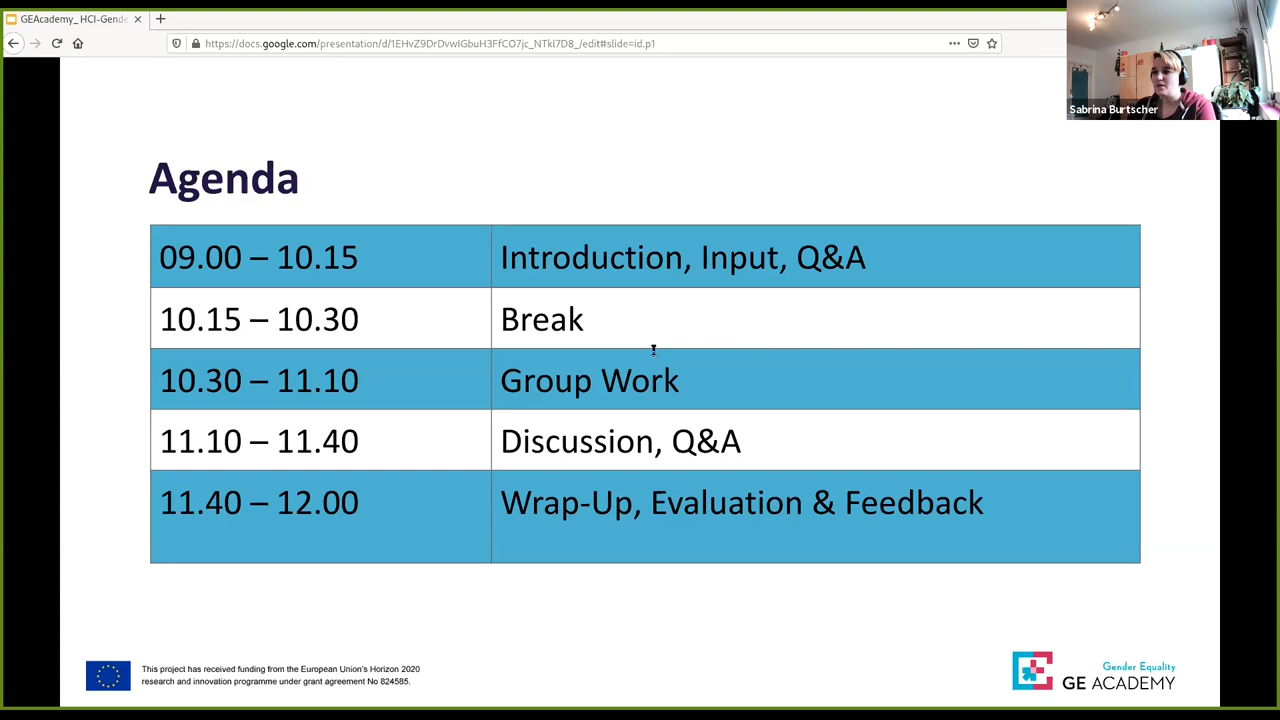 GEAcademy_ HCI-Gende
https://docs.google.com/presentation/d/1EHvZ9DrDvwIGbuH3FfCO7jc_NTkl7D8_/edit#slide=id.p1
Sabrina Burtscher
Agenda
09.00 – 10.15 Introduction, Input, Q&A
10.15 – 10.30 Break
10.30 – 11.10 Group Work
11.10 – 11.40 Discussion, Q&A
11.40 – 12.00 Wrap-Up, Evaluation & Feedback
This project has received funding from the European Union's Horizon 2020
research and innovation programme under grant agreement No 824585.
Gender Equality
GE ACADEMY